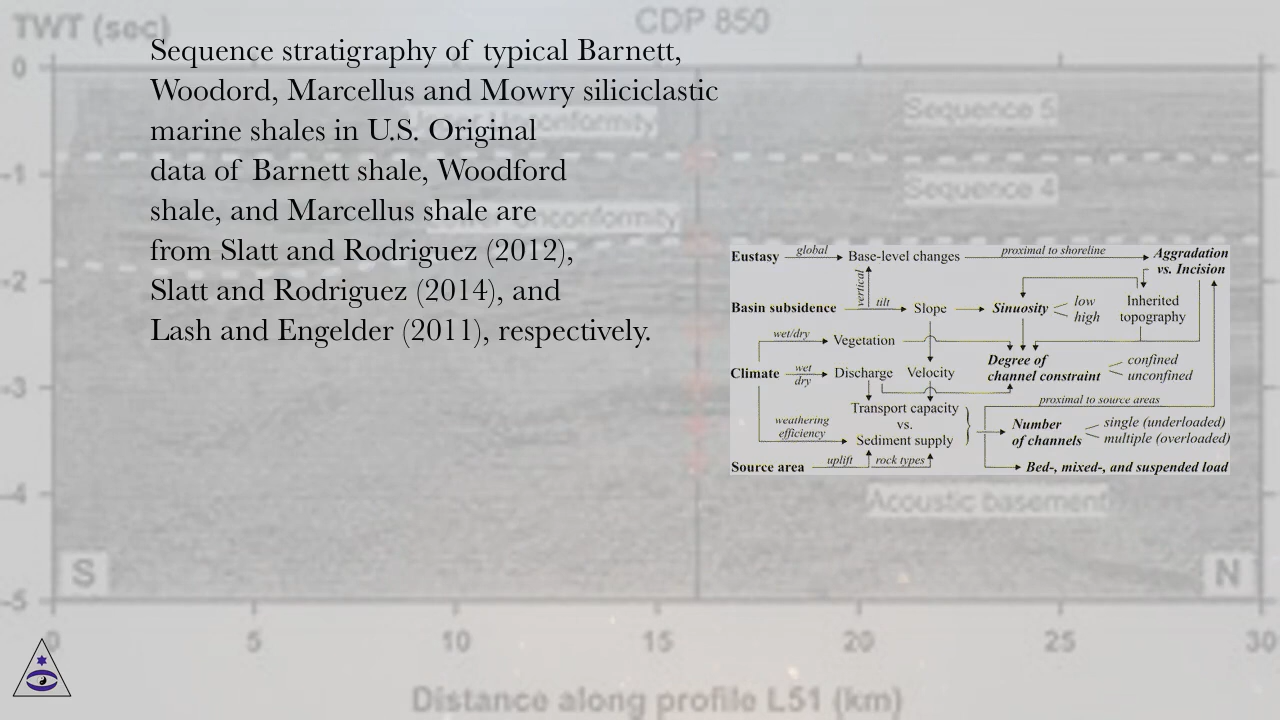 TWT (sec)
CDP 850
Sequence stratigraphy of typical Barnett,
Woodord, Marcellus and Mowry siliciclastic
marine shales in U.S. Original
data of Barnett shale, Woodford
shale, and Marcellus shale are
from Slatt and Rodriguez (2012),
Slatt and Rodriguez (2014), and
Lash and Engelder (2011), respectively.
0
-1
-2
-3
-4
-5
Unconformity
Sequence 5
Sequence 4
Unconformity
Eustasy global Base-level changes proximal to shoreline Aggradation
vs. Incision
vertical
Basin subsidence tilt Slope Sinuosity low
high
Inherited
topography
wet/dry Vegetation
Climate wet
dry
Discharge Velocity
Degree of
channel constraint
confined
unconfined
proximal to source areas
Transport capacity
vs.
Sediment supply
weathering
efficiency
Number
of channels
single (underloaded)
multiple (overloaded)
Source area uplift rock types Bed-, mixed-, and suspended load
Acoustic basement
S
N
0 5 10 15 20 25 30
Distance along profile L51 (km)